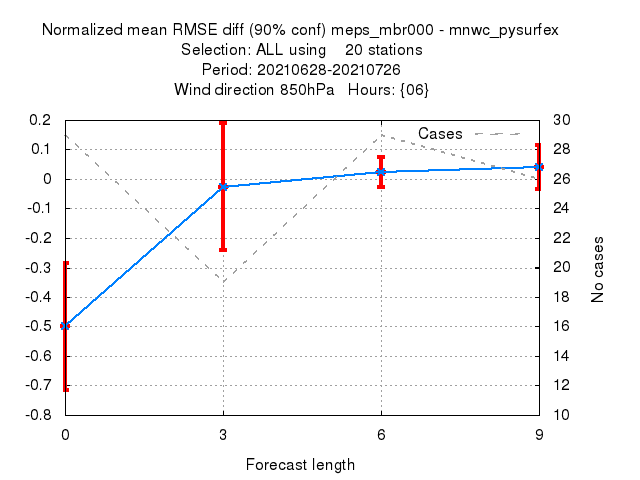 Normalized mean RMSE diff (90% conf) meps_mbr000 - mnwc_pysurfex
Selection: ALL using 20 stations
Period: 20210628-20210726
Wind direction 850hPa Hours: {06}
Cases
0.2
0.1
0
-0.1
-0.2
-0.3
-0.4
-0.5
-0.6
-0.7
-0.8
30
28
26
24
22
20
18
16
14
12
10
No cases
0 3 6 9
Forecast length